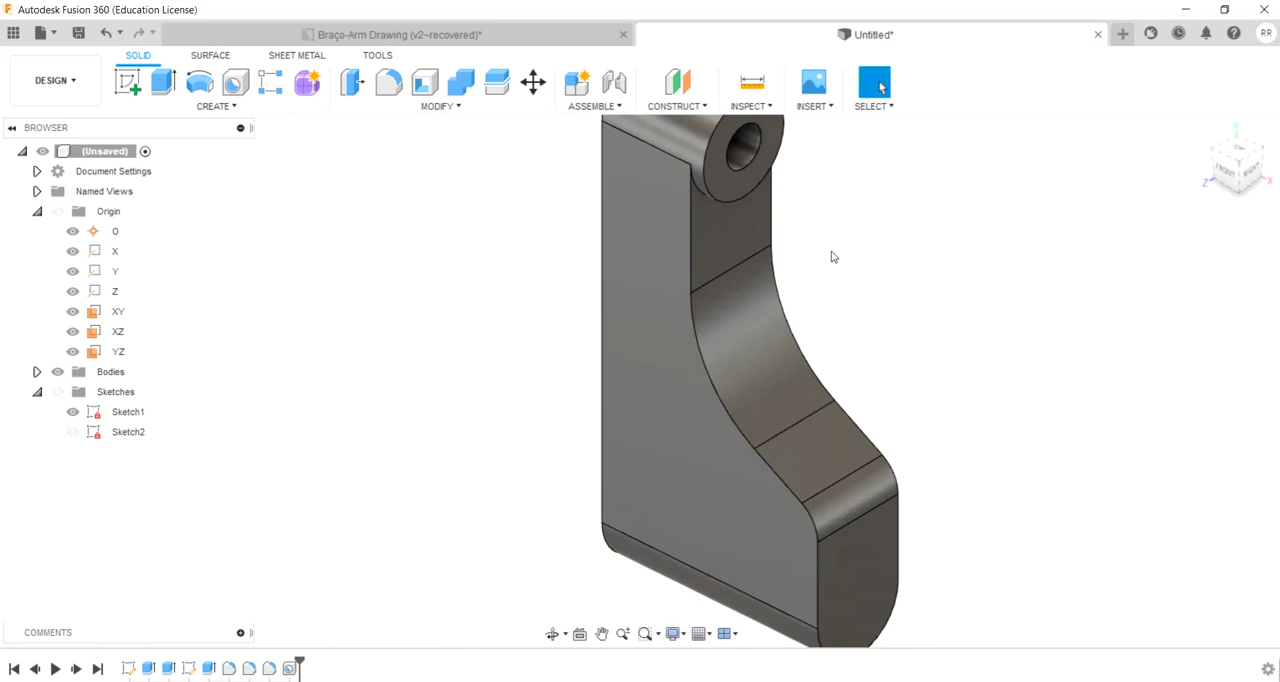 Autodesk Fusion 360 (Education License)
Braço-Arm Drawing (v2~recovered)*
Untitled*
RR
DESIGN
SOLID SURFACE SHEET METAL TOOLS
CREATE MODIFY ASSEMBLE CONSTRUCT INSPECT INSERT SELECT
BROWSER
(Unsaved)
Document Settings
Named Views
Origin
O
X
Y
Z
XY
XZ
YZ
Bodies
Sketches
Sketch1
Sketch2
FRONT RIGHT
Z X
COMMENTS